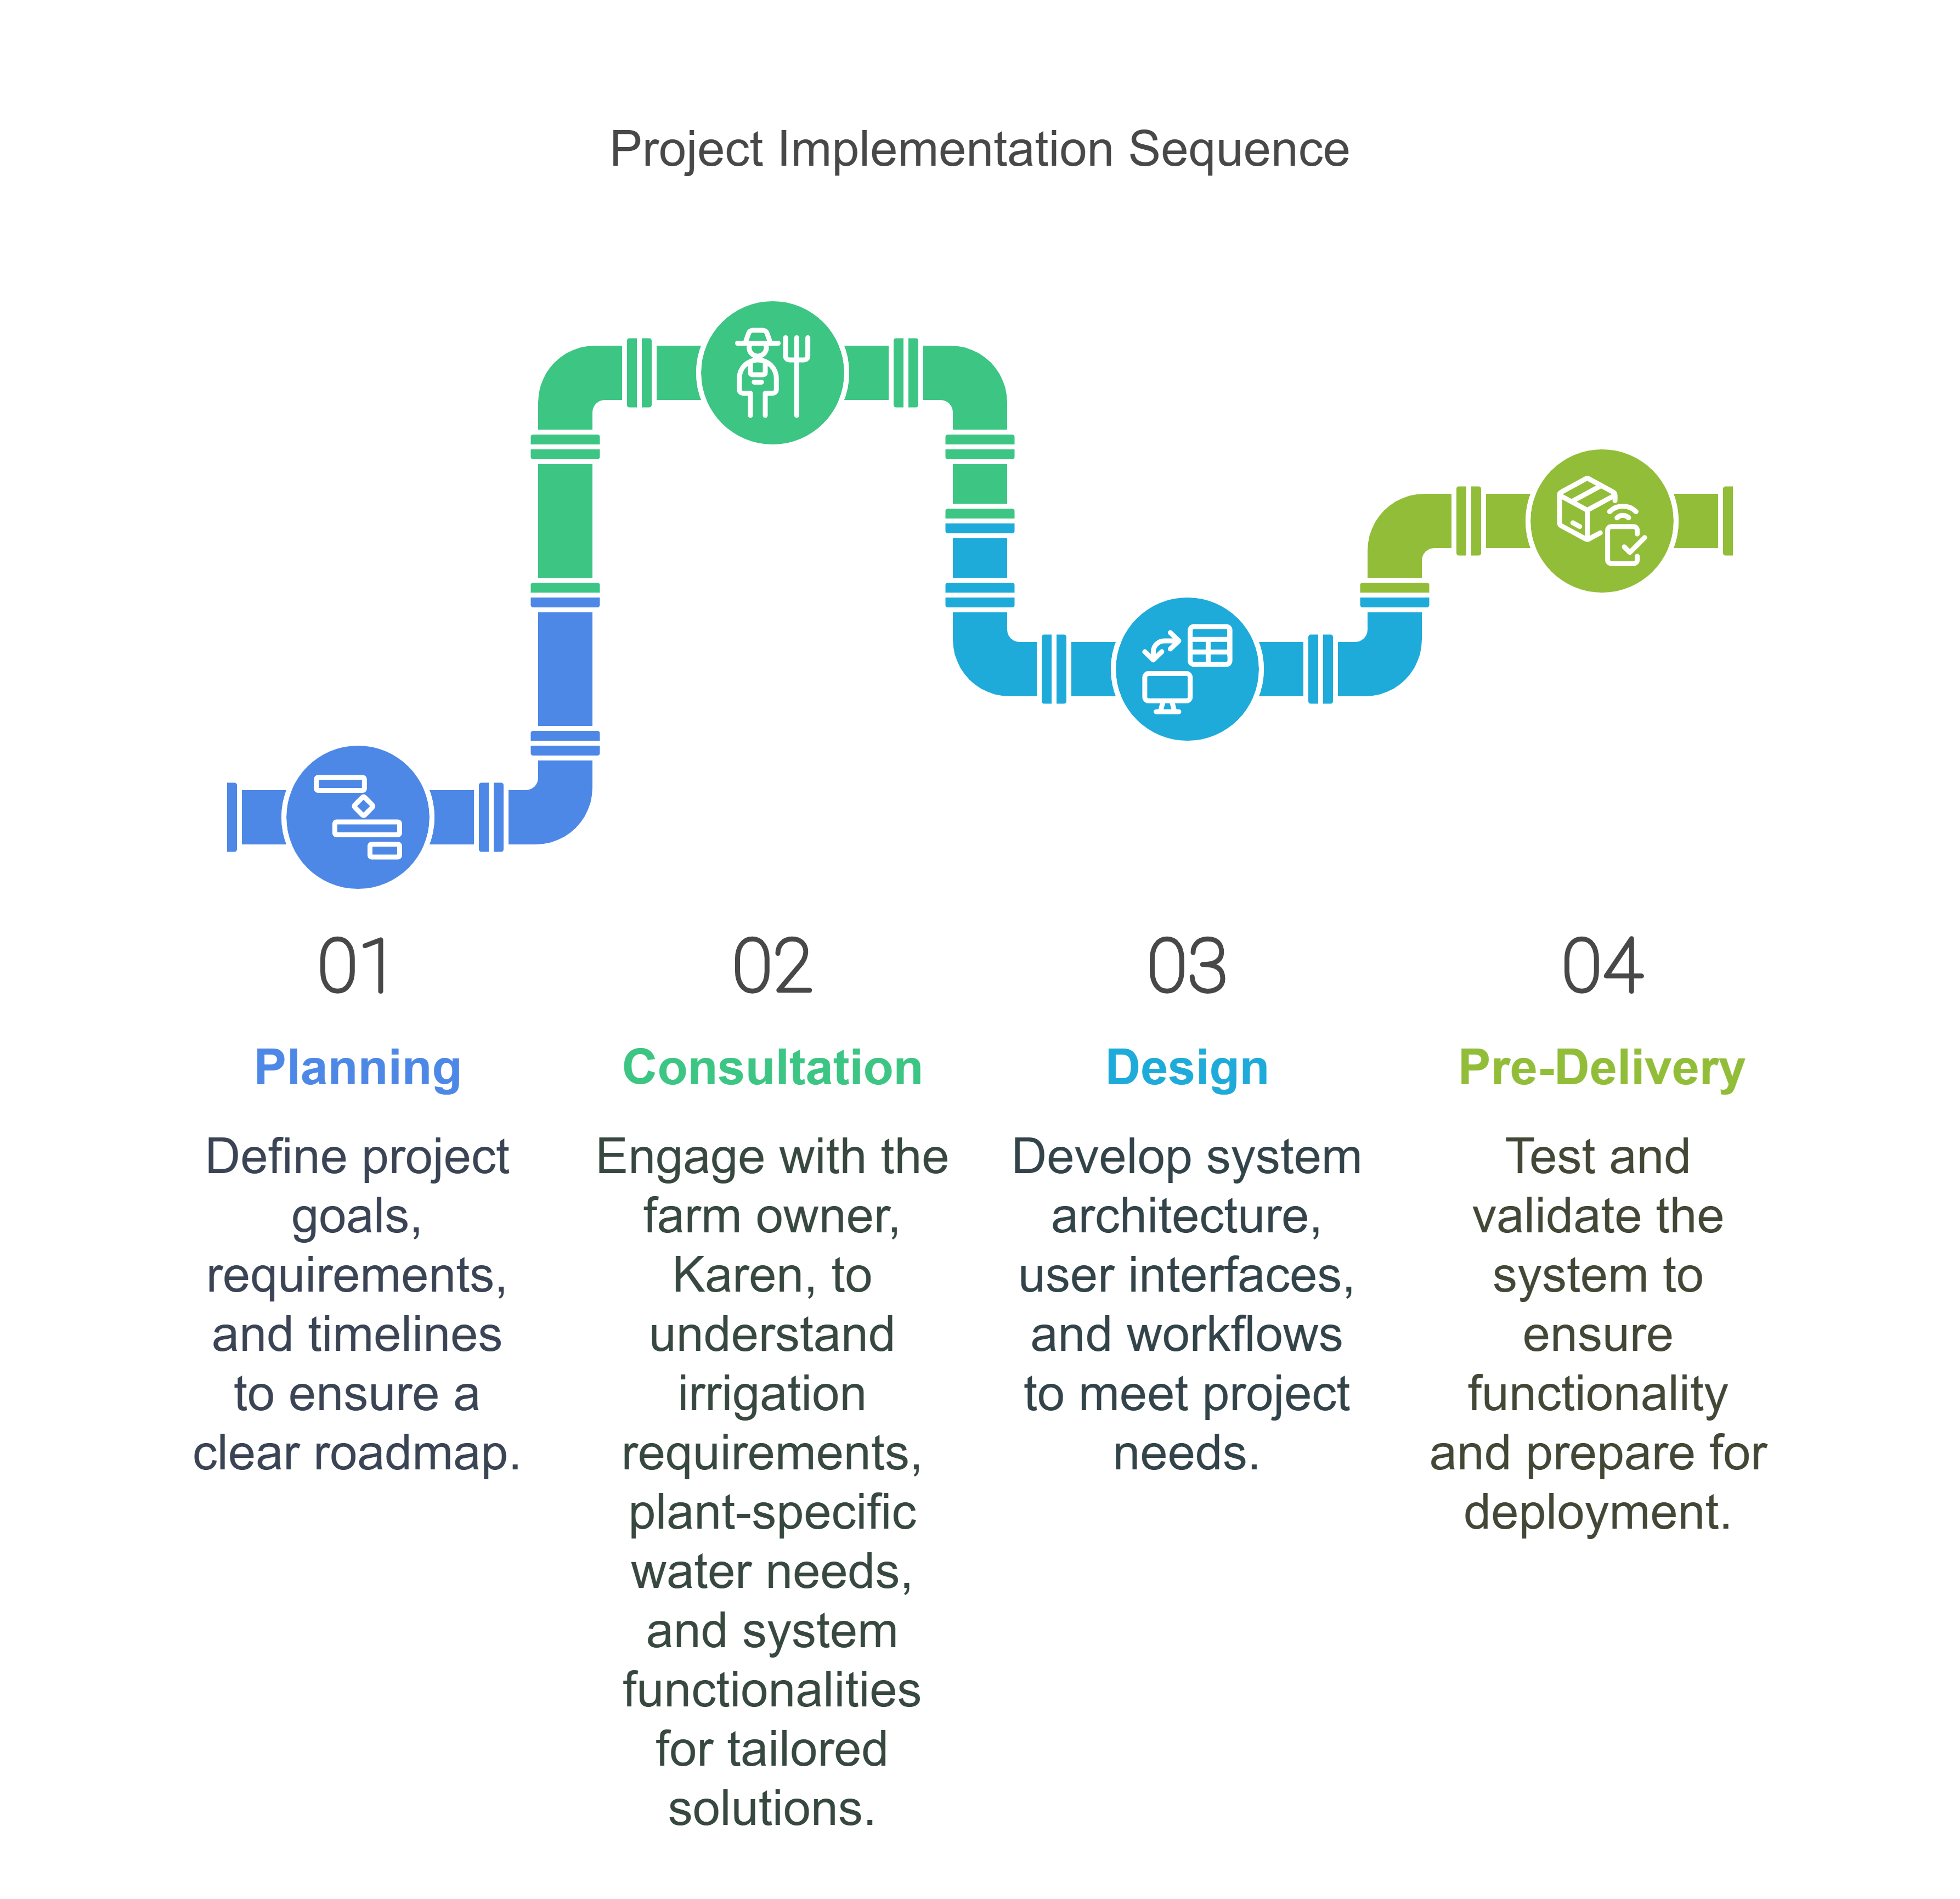 Project Implementation Sequence
01
Planning
Define project
goals,
requirements,
and timelines
to ensure a
clear roadmap.
02
Consultation
Engage with the
farm owner,
Karen, to
understand
irrigation
requirements,
plant-specific
water needs,
and system
functionalities
for tailored
solutions.
03
Design
Develop system
architecture,
user interfaces,
and workflows
to meet project
needs.
04
Pre-Delivery
Test and
validate the
system to
ensure
functionality
and prepare for
deployment.